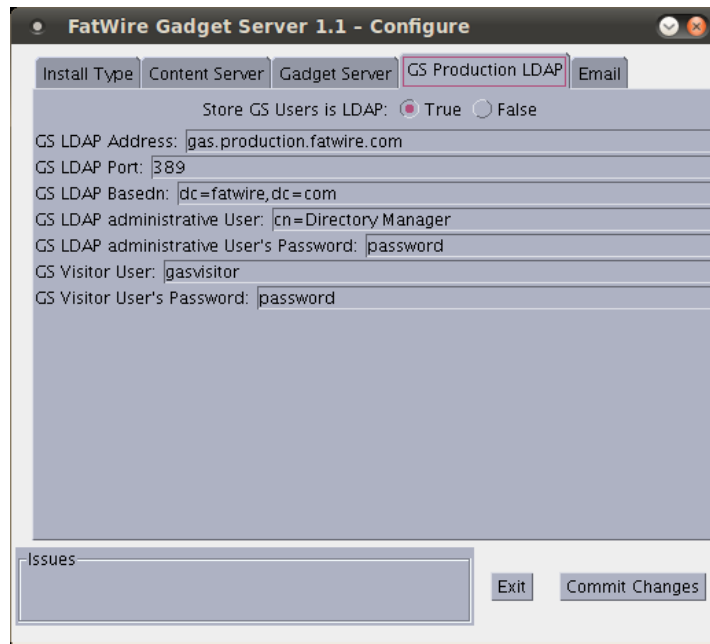 FatWire Gadget Server 1.1 - Configure
Install Type Content Server Gadget Server GS Production LDAP Email
Store GS Users is LDAP: True False
GS LDAP Address: gas.production.fatwire.com
GS LDAP Port: 389
GS LDAP Basedn: dc=fatwire,dc=com
GS LDAP administrative User: cn=Directory Manager
GS LDAP administrative User's Password: password
GS Visitor User: gasvisitor
GS Visitor User's Password: password
Issues
Exit Commit Changes